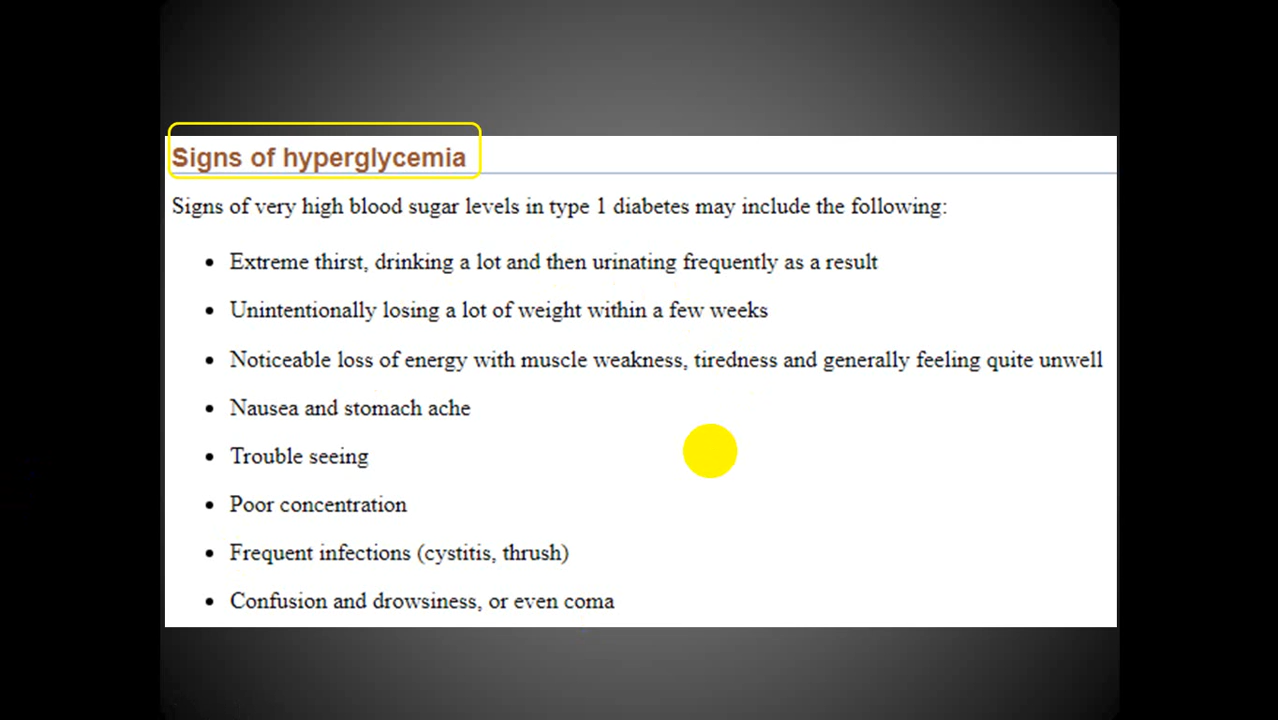 Signs of hyperglycemia
Signs of very high blood sugar levels in type 1 diabetes may include the following:
• Extreme thirst, drinking a lot and then urinating frequently as a result
• Unintentionally losing a lot of weight within a few weeks
• Noticeable loss of energy with muscle weakness, tiredness and generally feeling quite unwell
• Nausea and stomach ache
• Trouble seeing
• Poor concentration
• Frequent infections (cystitis, thrush)
• Confusion and drowsiness, or even coma